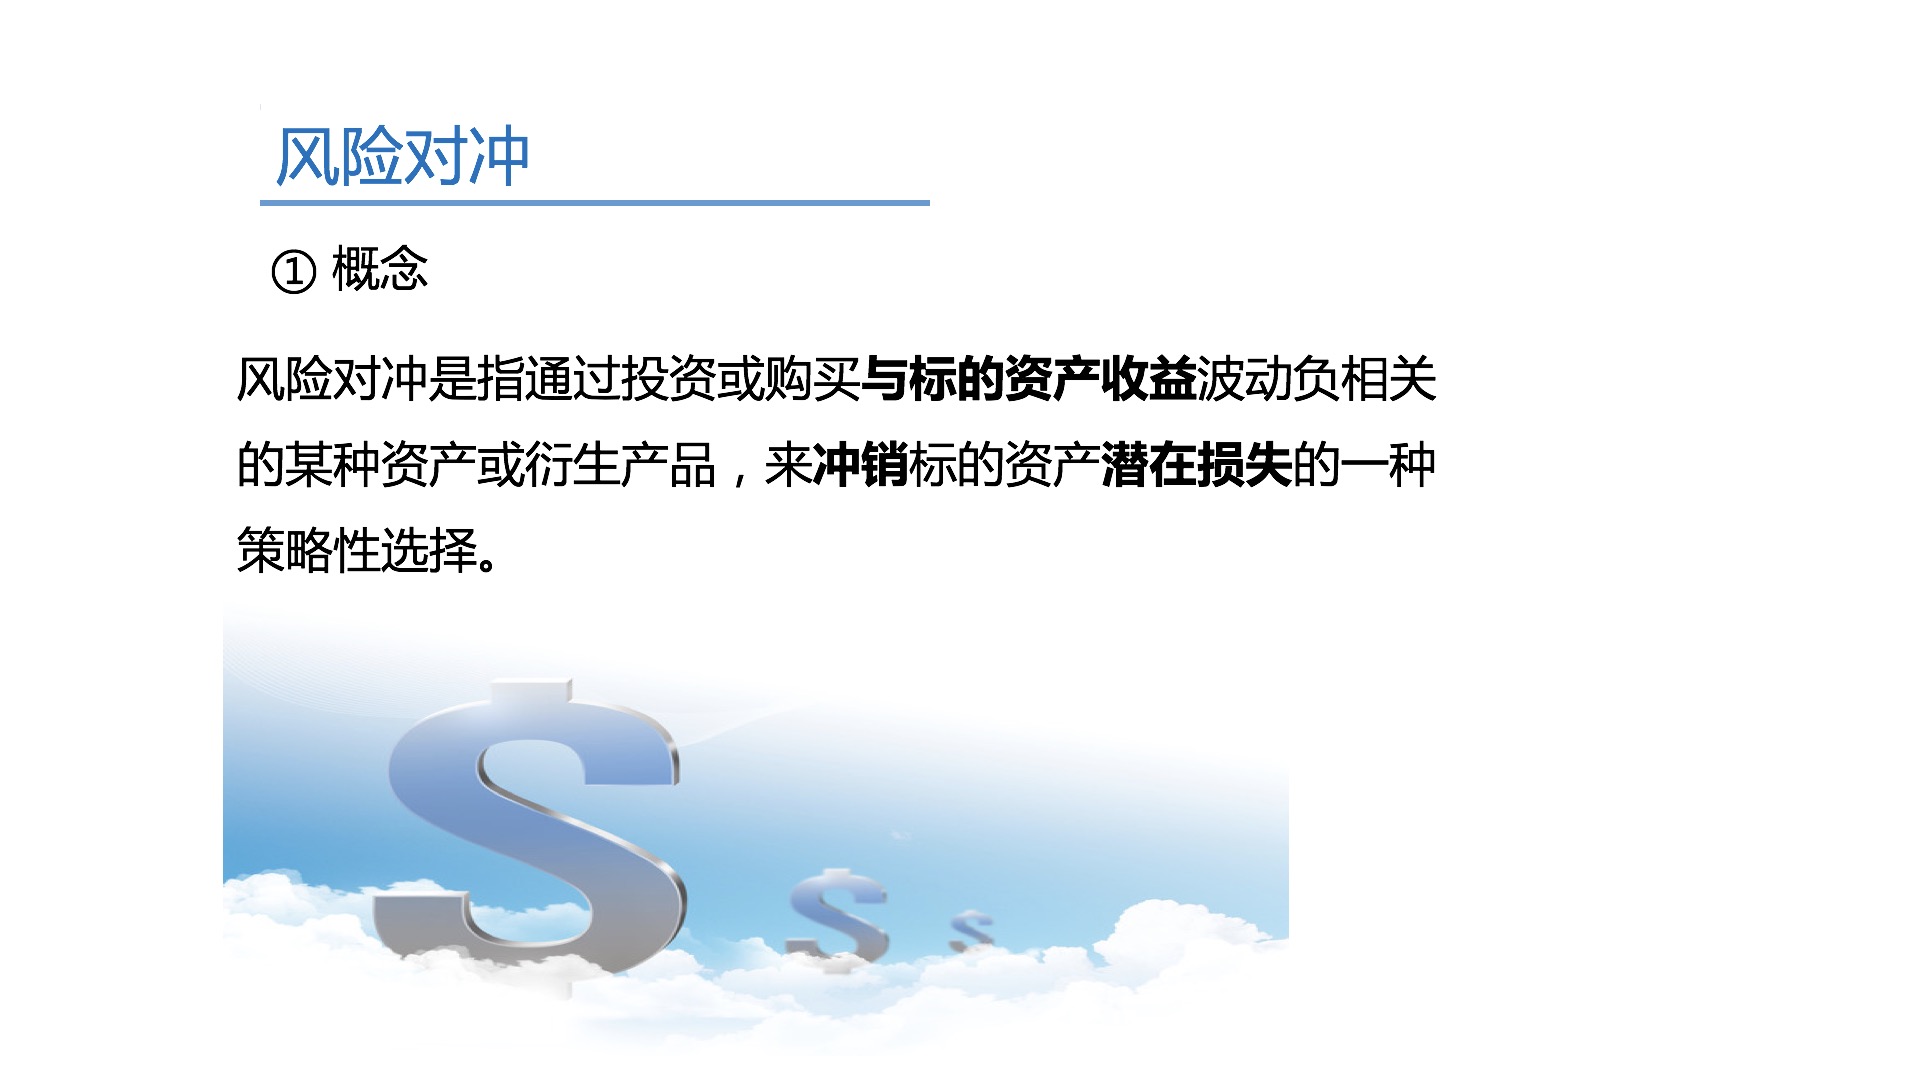 风险对冲
① 概念
风险对冲是指通过投资或购买与标的资产收益波动负相关
的某种资产或衍生产品，来冲销标的资产潜在损失的一种
策略性选择。